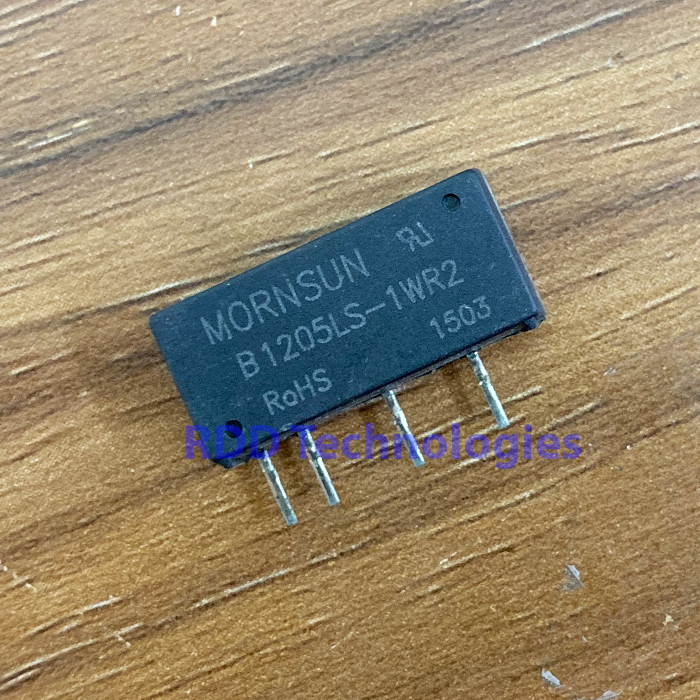 MORNSUN
B1205LS-1WR2
RoHS 1503
RDD Technologies